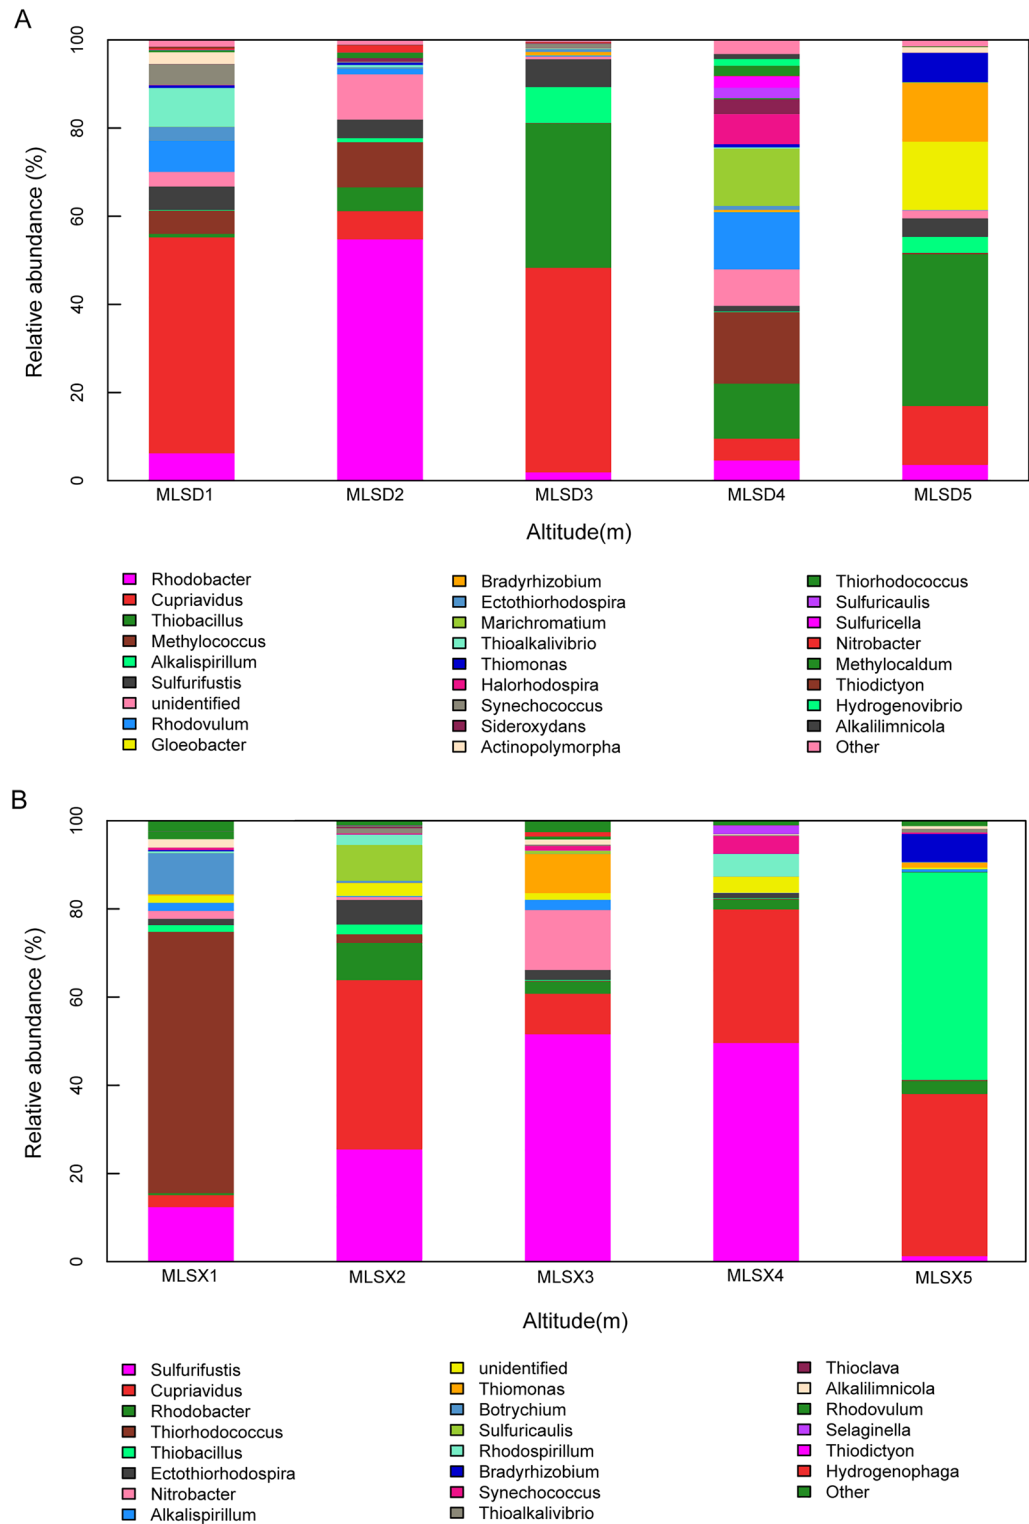 A
Relative abundance (%)
100
80
60
40
20
0
MLSD1 MLSD2 MLSD3 MLSD4 MLSD5
Altitude(m)
Rhodobacter
Cupriavidus
Thiobacillus
Methylococcus
Alkalispirillum
Sulfurifustis
unidentified
Rhodovulum
Gloeobacter
Bradyrhizobium
Ectothiorhodospira
Marichromatium
Thioalkalivibrio
Thiomonas
Halorhodospira
Synechococcus
Sideroxydans
Actinopolymorpha
Thiorhodococcus
Sulfuricaulis
Sulfuricella
Nitrobacter
Methylocaldum
Thiodictyon
Hydrogenovibrio
Alkalilimnicola
Other
B
Relative abundance (%)
100
80
60
40
20
0
MLSX1 MLSX2 MLSX3 MLSX4 MLSX5
Altitude(m)
Sulfurifustis
Cupriavidus
Rhodobacter
Thiorhodococcus
Thiobacillus
Ectothiorhodospira
Nitrobacter
Alkalispirillum
unidentified
Thiomonas
Botrychium
Sulfuricaulis
Rhodospirillum
Bradyrhizobium
Synechococcus
Thioalkalivibrio
Thioclava
Alkalilimnicola
Rhodovulum
Selaginella
Thiodictyon
Hydrogenophaga
Other